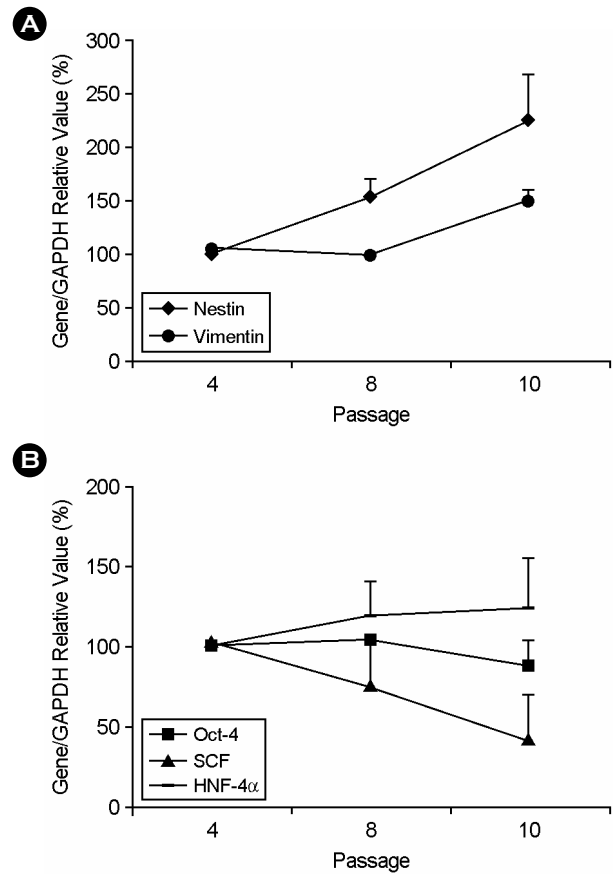 A
Gene/GAPDH Relative Value (%)
300
250
200
150
100
50
0
Nestin
Vimentin
4 8 10
Passage
B
Gene/GAPDH Relative Value (%)
200
150
100
50
0
Oct-4
SCF
HNF-4α
4 8 10
Passage